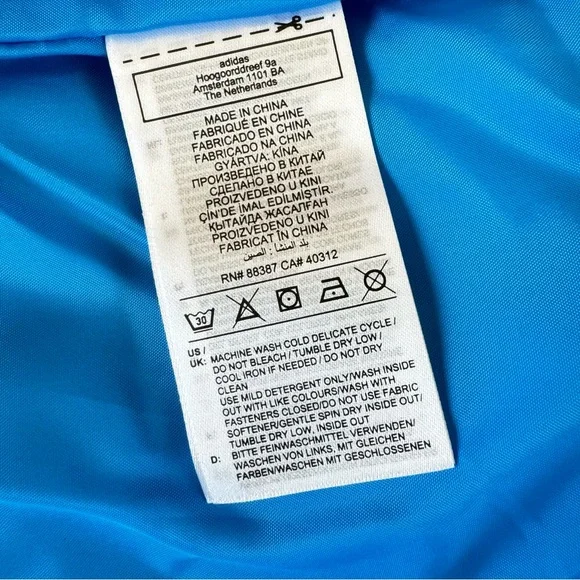 adidas
Hoogoorddreef 9a
Amsterdam 1101 BA
The Netherlands
MADE IN CHINA
FABRIQUÉ EN CHINE
FABRICADO EN CHINA
FABRICADO NA CHINA
GYÁRTVA: KÍNA
ПРОИЗВЕДЕНО В КИТАЙ
СДЕЛАНО В КИТАЕ
PROIZVEDENO U KINI
ÇİN'DE İMAL EDİLMİŞTİR.
КЫТАЙДА ЖАСАЛҒАН
PROIZVEDENO U KINI
FABRICAT ÎN CHINA
بلد المنشأ: الصين
RN# 88387 CA# 40312
30
US / UK: MACHINE WASH COLD DELICATE CYCLE /
DO NOT BLEACH / TUMBLE DRY LOW /
COOL IRON IF NEEDED / DO NOT DRY
CLEAN
USE MILD DETERGENT ONLY/WASH INSIDE
OUT WITH LIKE COLOURS/WASH WITH
FASTENERS CLOSED/DO NOT USE FABRIC
SOFTENER/GENTLE SPIN DRY INSIDE OUT/
TUMBLE DRY LOW, INSIDE OUT
D: BITTE FEINWASCHMITTEL VERWENDEN/
WASCHEN VON LINKS, MIT GLEICHEN
FARBEN/WASCHEN MIT GESCHLOSSENEN